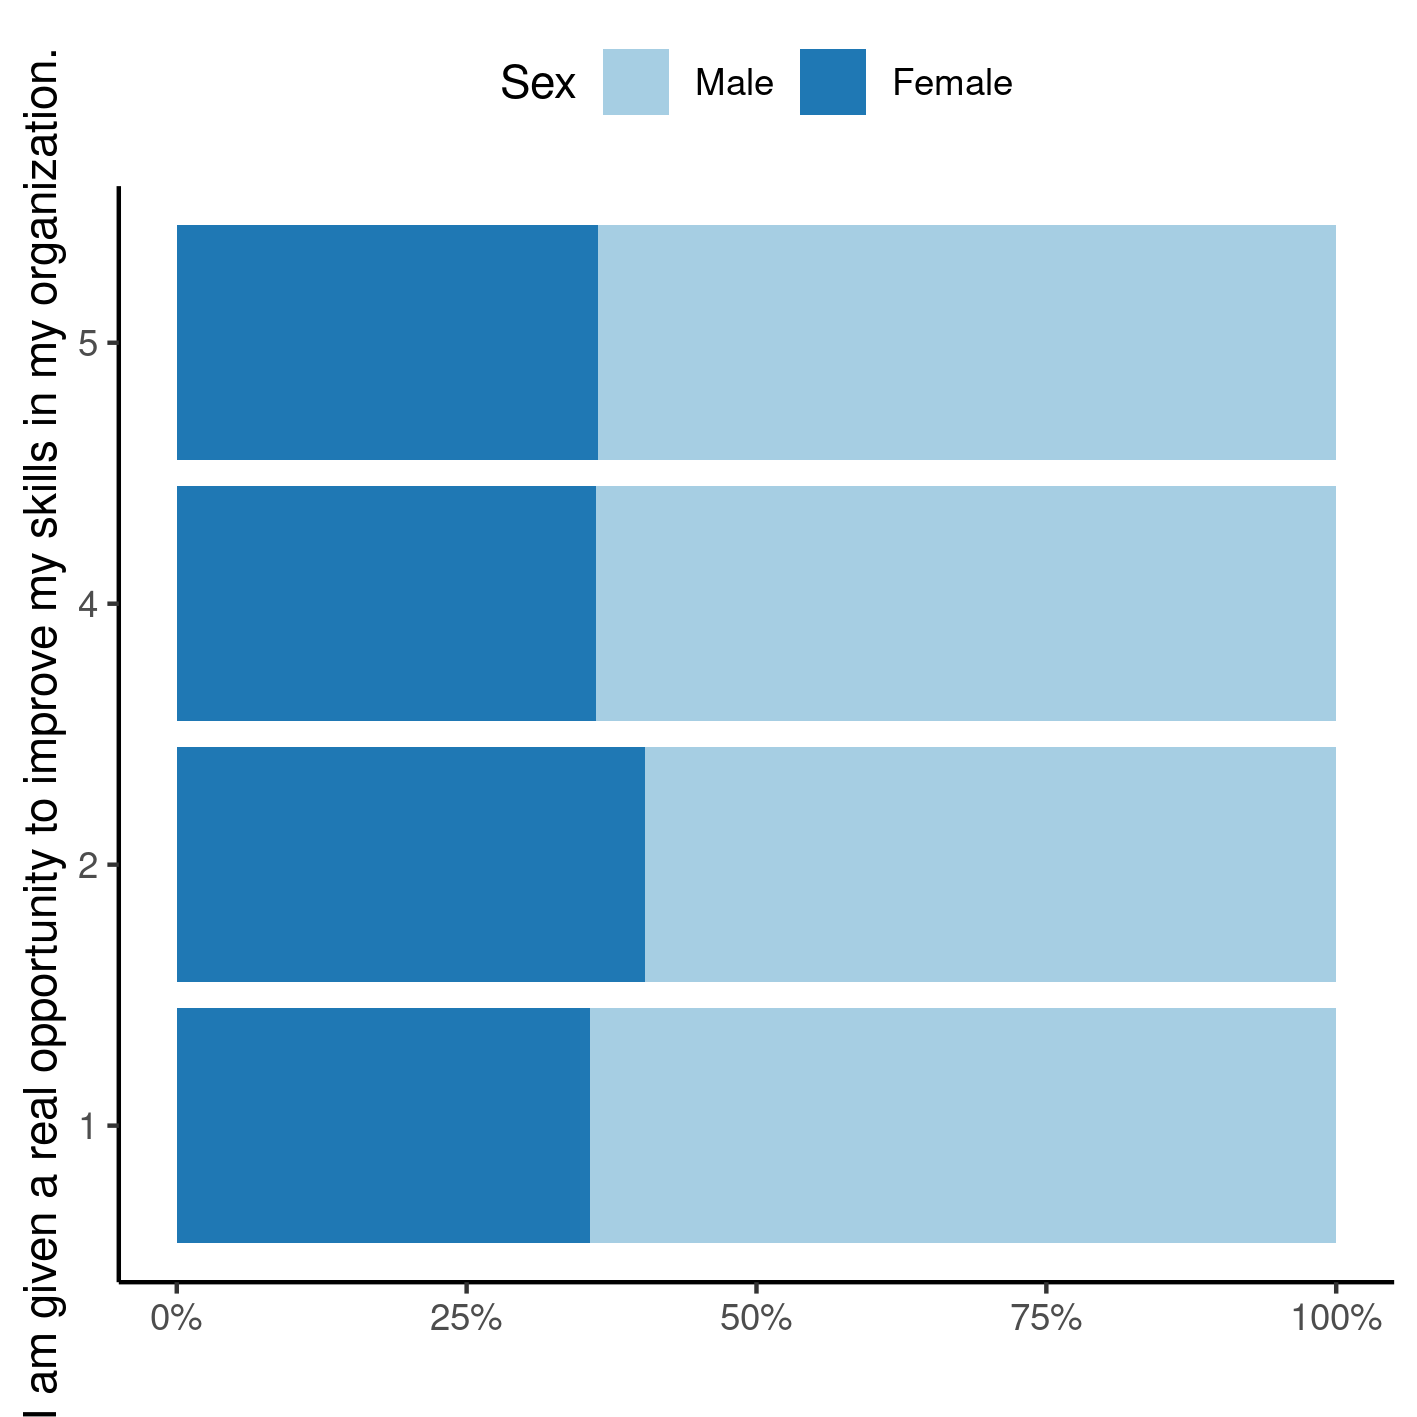 Sex Male Female
I am given a real opportunity to improve my skills in my organization.
5
4
2
1
0% 25% 50% 75% 100%